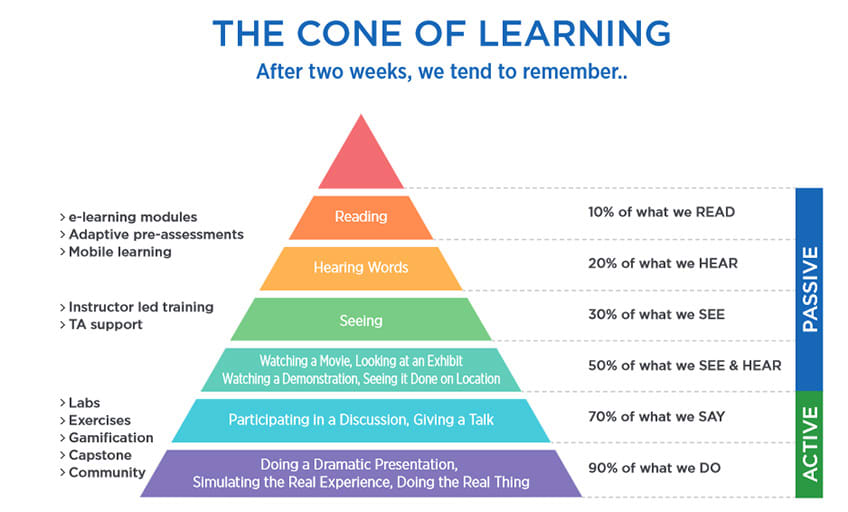 THE CONE OF LEARNING
After two weeks, we tend to remember..
> e-learning modules
> Adaptive pre-assessments
> Mobile learning
Reading
10% of what we READ
Hearing Words
20% of what we HEAR
> Instructor led training
> TA support
Seeing
30% of what we SEE
Watching a Movie, Looking at an Exhibit
Watching a Demonstration, Seeing it Done on Location
50% of what we SEE & HEAR
PASSIVE
> Labs
> Exercises
> Gamification
> Capstone
> Community
Participating in a Discussion, Giving a Talk
70% of what we SAY
Doing a Dramatic Presentation,
Simulating the Real Experience, Doing the Real Thing
90% of what we DO
ACTIVE